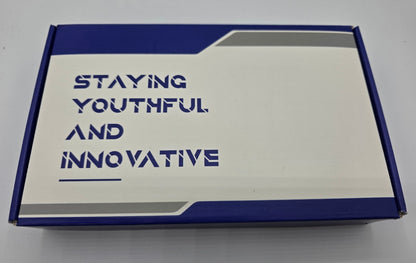 STAYING
YOUTHFUL
AND
INNOVATIVE